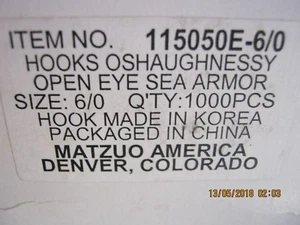 ITEM NO. 115050E-6/0
HOOKS OSHAUGHNESSY
OPEN EYE SEA ARMOR
SIZE: 6/0 Q'TY:1000PCS
HOOK MADE IN KOREA
PACKAGED IN CHINA
MATZUO AMERICA
DENVER, COLORADO
13/05/2018 02:03